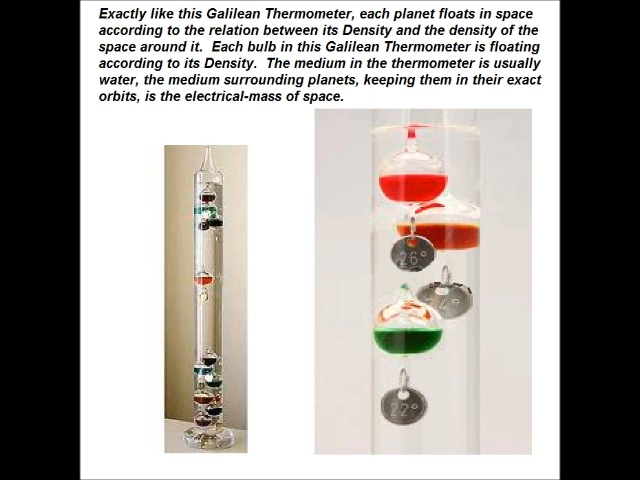 Exactly like this Galilean Thermometer, each planet floats in space
according to the relation between its Density and the density of the
space around it.  Each bulb in this Galilean Thermometer is floating
according to its Density.  The medium in the thermometer is usually
water, the medium surrounding planets, keeping them in their exact
orbits, is the electrical-mass of space.
26°
22°